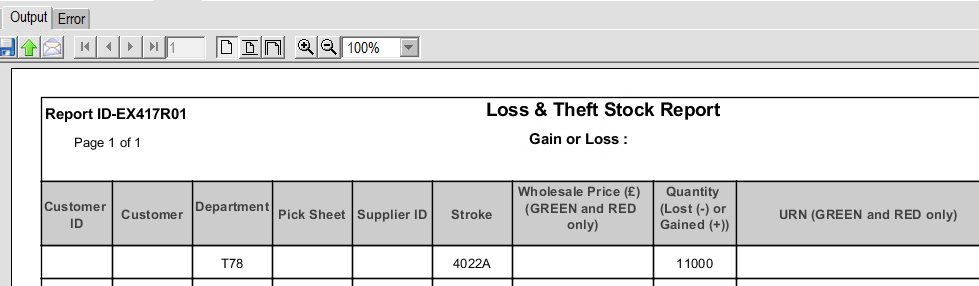 Output Error
1 100%
Report ID-EX417R01
Loss & Theft Stock Report
Page 1 of 1
Gain or Loss :
Customer ID Customer Department Pick Sheet Supplier ID Stroke Wholesale Price (£) (GREEN and RED only) Quantity (Lost (-) or Gained (+)) URN (GREEN and RED only)
T78 4022A 11000